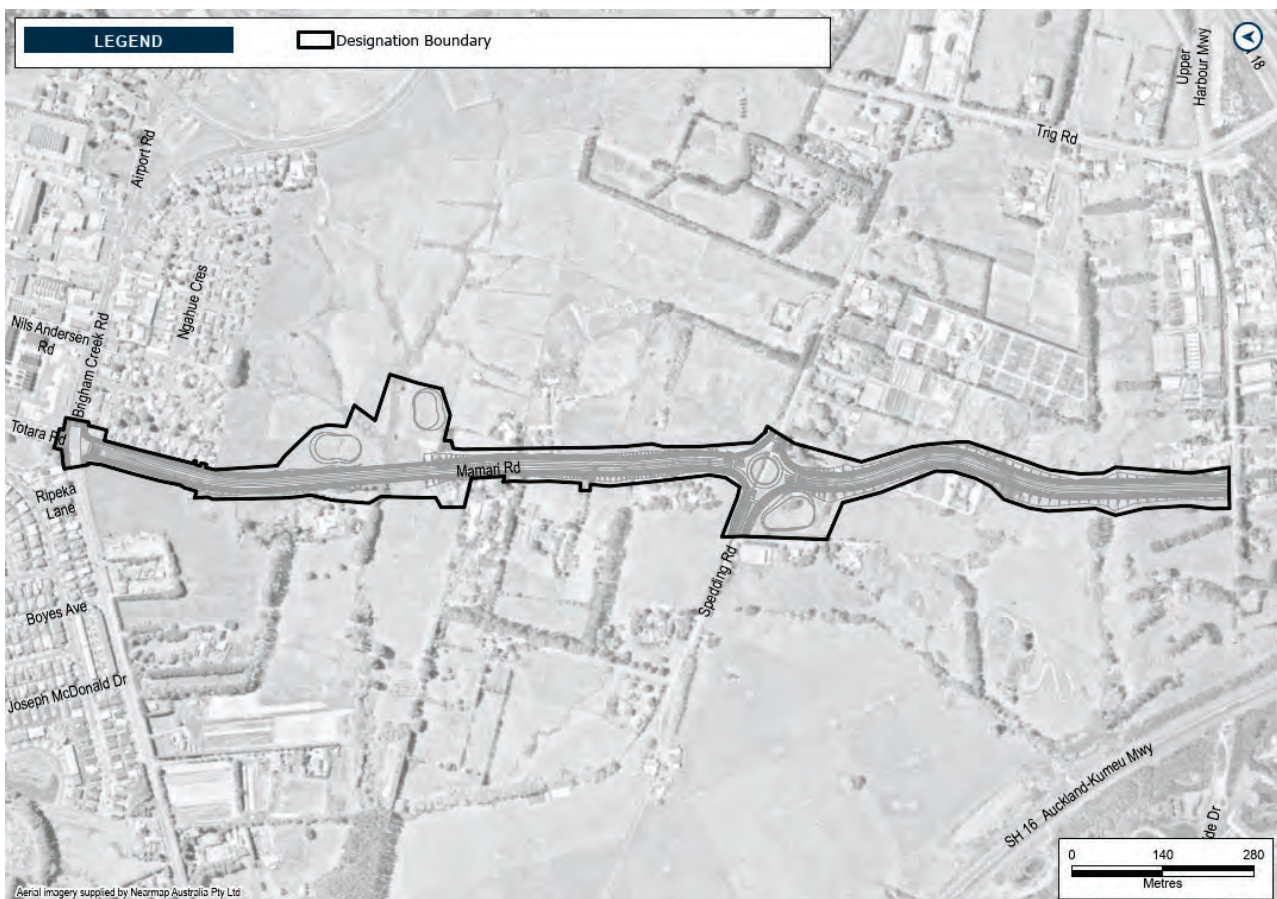 LEGEND
Designation Boundary
Upper
Harbour Mwy
18
Trig Rd
Airport Rd
Ngahue Cres
Nils Andersen
Rd
Brigham Creek Rd
Totara Rd
Mamari Rd
Ripeka
Lane
Spedding Rd
Boyes Ave
Joseph McDonald Dr
SH 16 Auckland-Kumeu Mwy
de Dr
0 140 280
Metres
Aerial imagery supplied by Nearmap Australia Pty Ltd